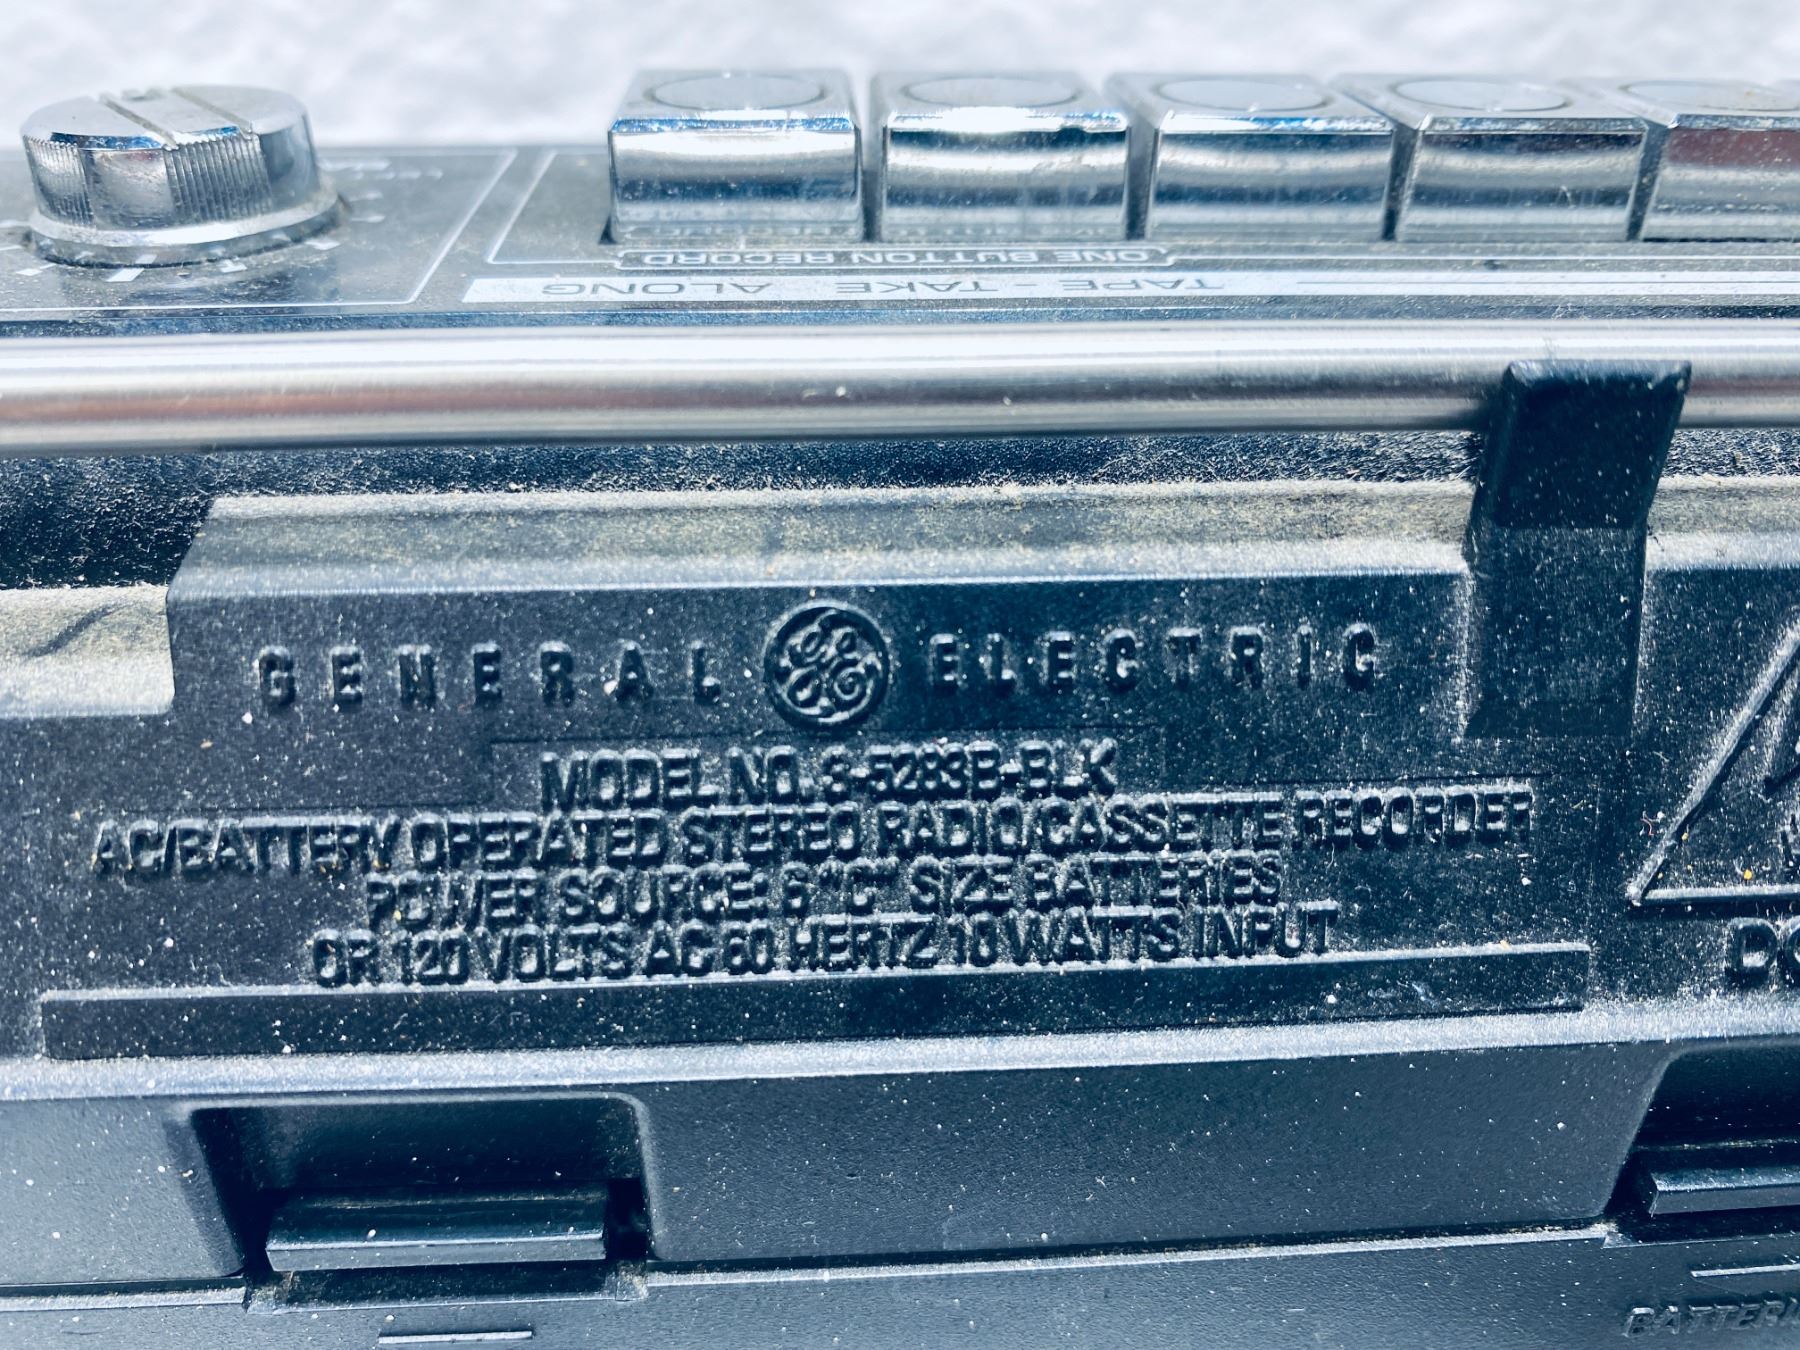 ONE BUTTON RECORD
TAPE - TAKE ALONG
GENERAL GE ELECTRIC
MODEL NO. 3-5283B-BLK
AC/BATTERY OPERATED STEREO RADIO/CASSETTE RECORDER
POWER SOURCE: 6 "C" SIZE BATTERIES
OR 120 VOLTS AC 60 HERTZ 10 WATTS INPUT